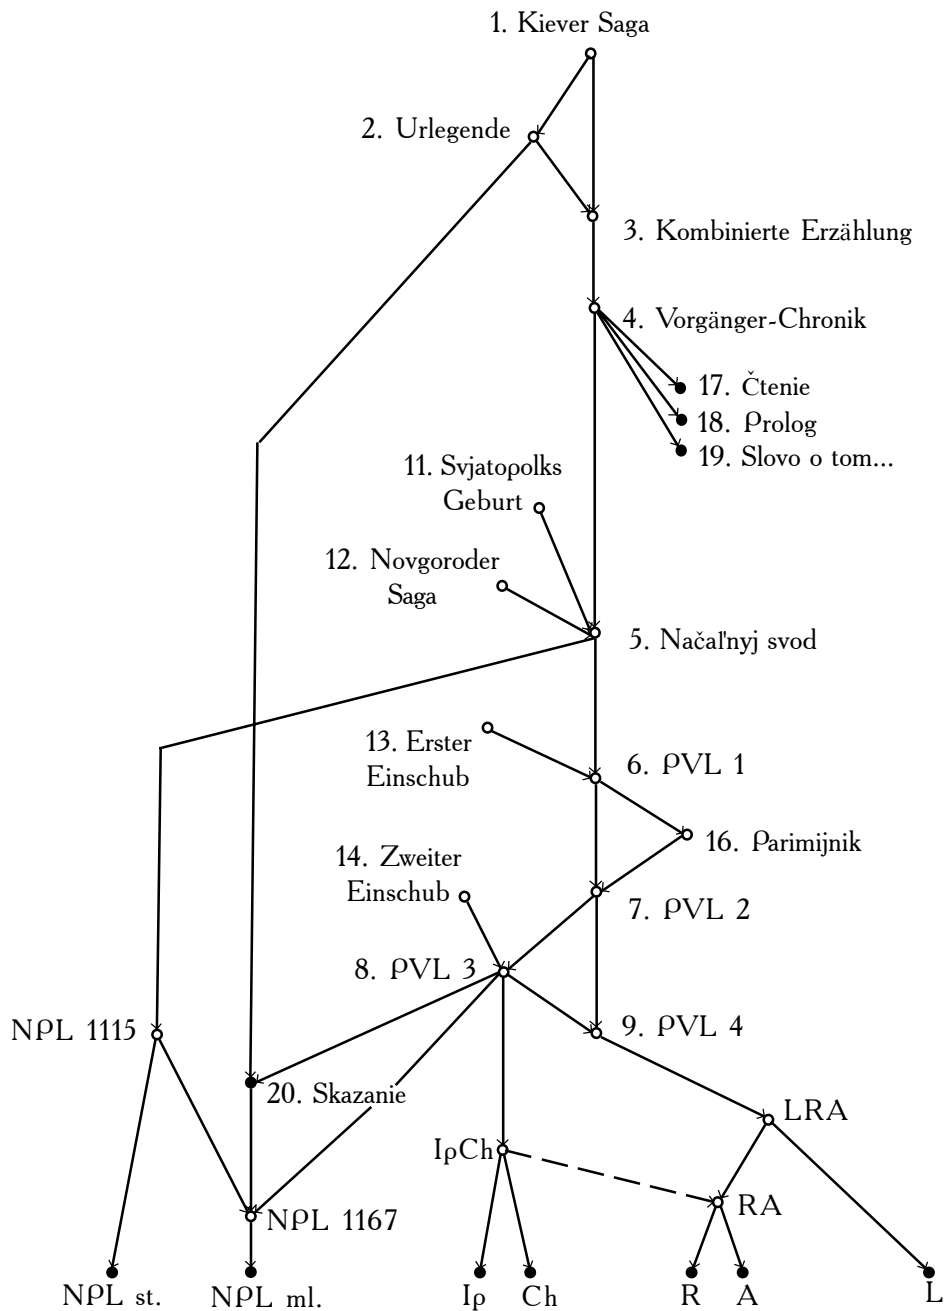 1. Kiever Saga
2. Urlegende
3. Kombinierte Erzählung
4. Vorgänger-Chronik
17. Čtenie
18. Prolog
19. Slovo o tom...
11. Svjatopolks
Geburt
12. Novgoroder
Saga
5. Načal'nyj svod
13. Erster
Einschub
6. PVL 1
16. Parimijnik
14. Zweiter
Einschub
7. PVL 2
8. PVL 3
NPL 1115
9. PVL 4
20. Skazanie
LRA
IpCh
RA
NPL 1167
NPL st.
NPL ml.
Ip
Ch
R
A
L